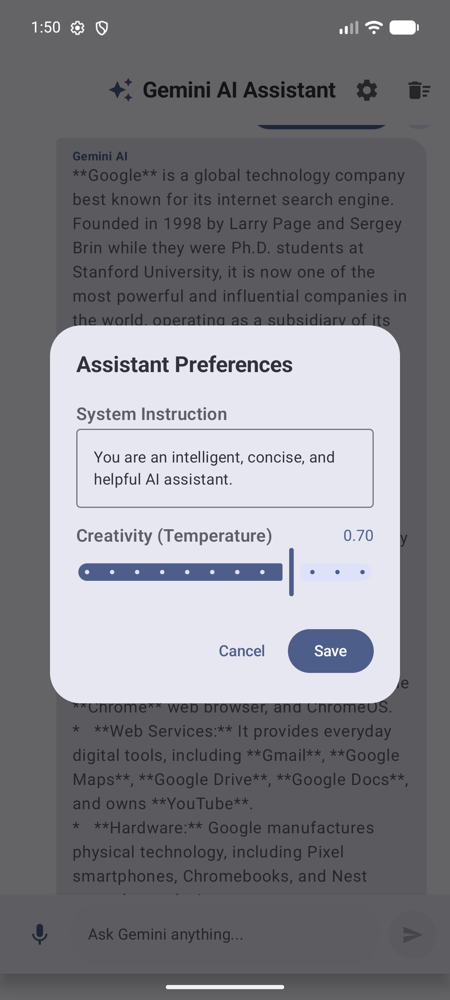 1:50
Gemini AI Assistant
Gemini AI
**Google** is a global technology company
best known for its internet search engine.
Founded in 1998 by Larry Page and Sergey
Brin while they were Ph.D. students at
Stanford University, it is now one of the
most powerful and influential companies in
the world, operating as a subsidiary of its
Assistant Preferences
System Instruction
You are an intelligent, concise, and
helpful AI assistant.
Creativity (Temperature) 0.70
Cancel Save
**Chrome** web browser, and ChromeOS.
*   **Web Services:** It provides everyday
digital tools, including **Gmail**, **Google
Maps**, **Google Drive**, **Google Docs**,
and owns **YouTube**.
*   **Hardware:** Google manufactures
physical technology, including Pixel
smartphones, Chromebooks, and Nest
Ask Gemini anything...